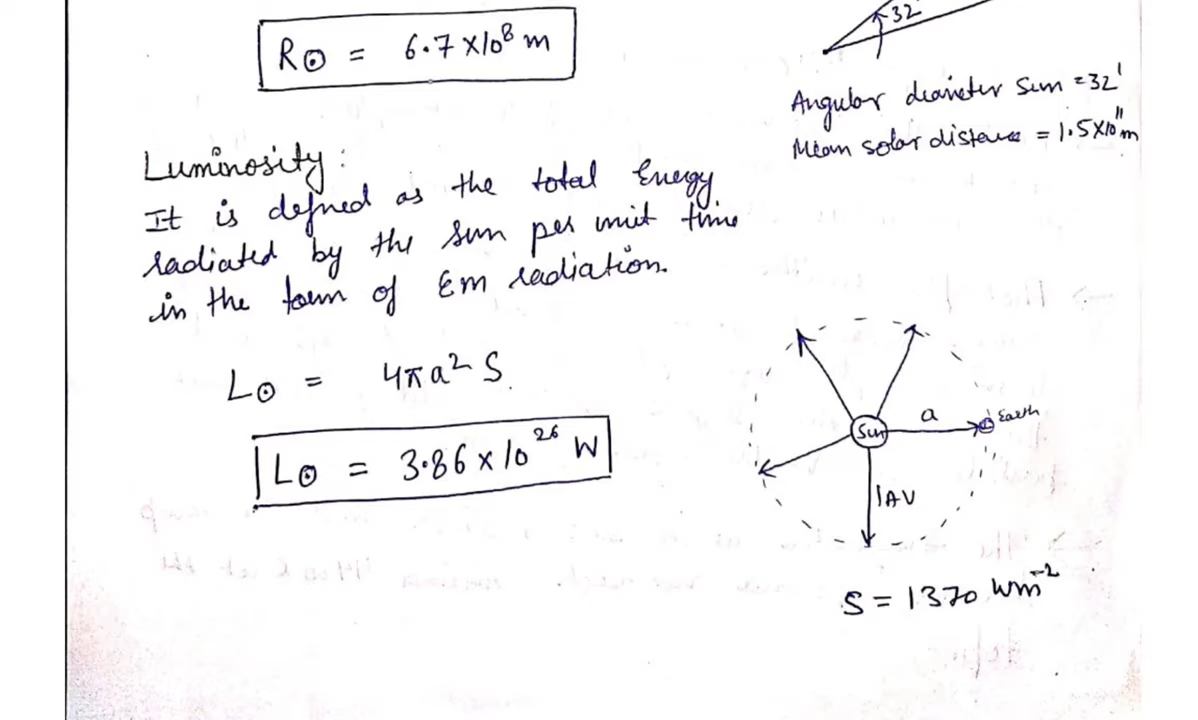 R⊙ = 6.7 × 10⁸ m
32'
Angular diameter Sun = 32'
Mean solar distance = 1.5×10¹¹ m
Luminosity :
It is defined as the total Energy
radiated by the sun per unit time
in the form of EM radiation.
L⊙ = 4πa² S.
L⊙ = 3.86 × 10²⁶ W
Sun
a
Earth
1AU
S = 1370 Wm⁻²